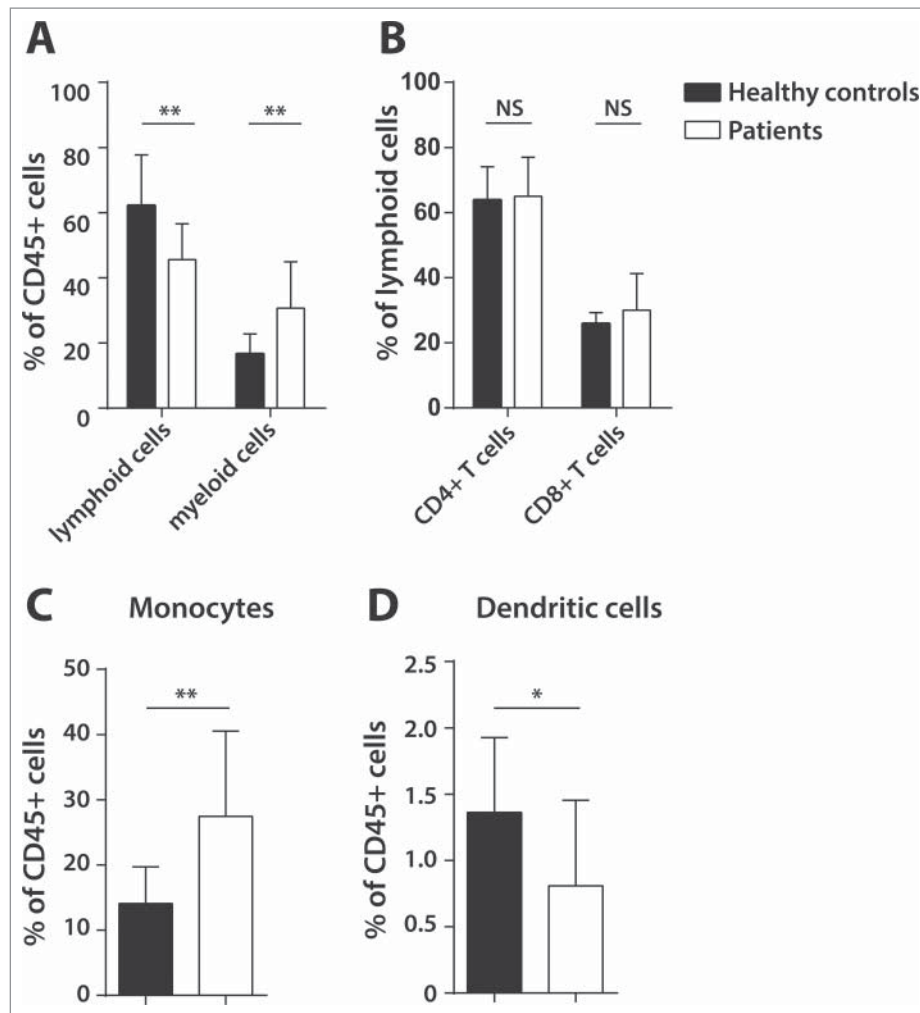 A
B
Healthy controls
Patients
% of CD45+ cells
100
80
60
40
20
0
**
**
lymphoid cells
myeloid cells
% of lymphoid cells
100
80
60
40
20
0
NS
NS
CD4+ T cells
CD8+ T cells
C
Monocytes
% of CD45+ cells
50
40
30
20
10
0
**
D
Dendritic cells
% of CD45+ cells
2.5
2.0
1.5
1.0
0.5
0
*